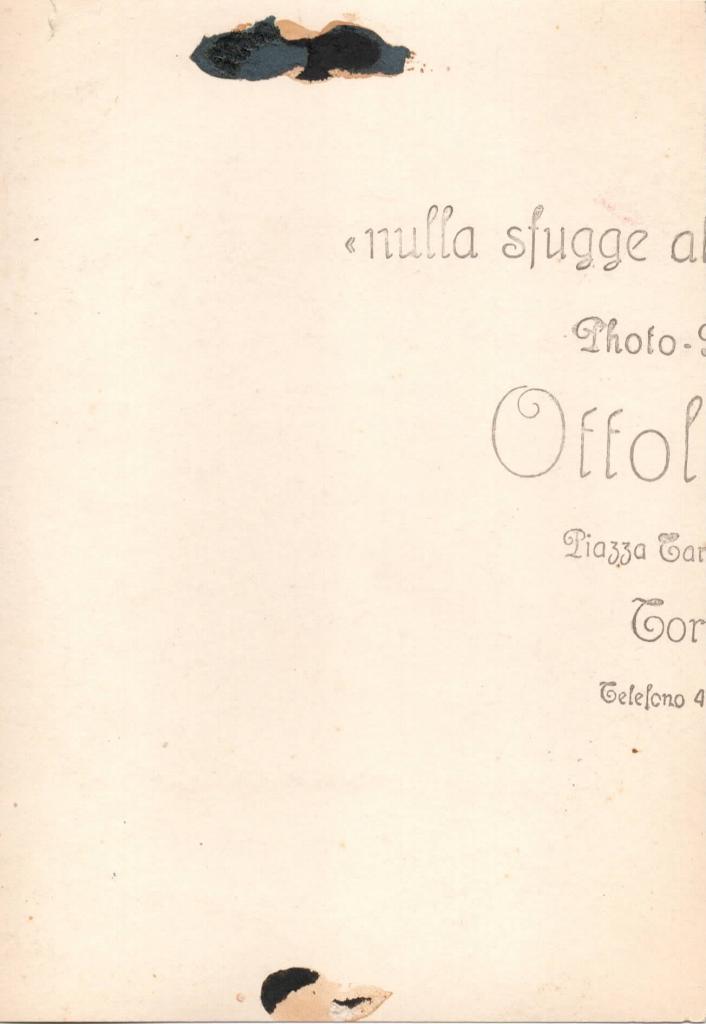 «nulla sfugge al
Photo-
Ottol
Piazza Car
Tor
Telefono 4